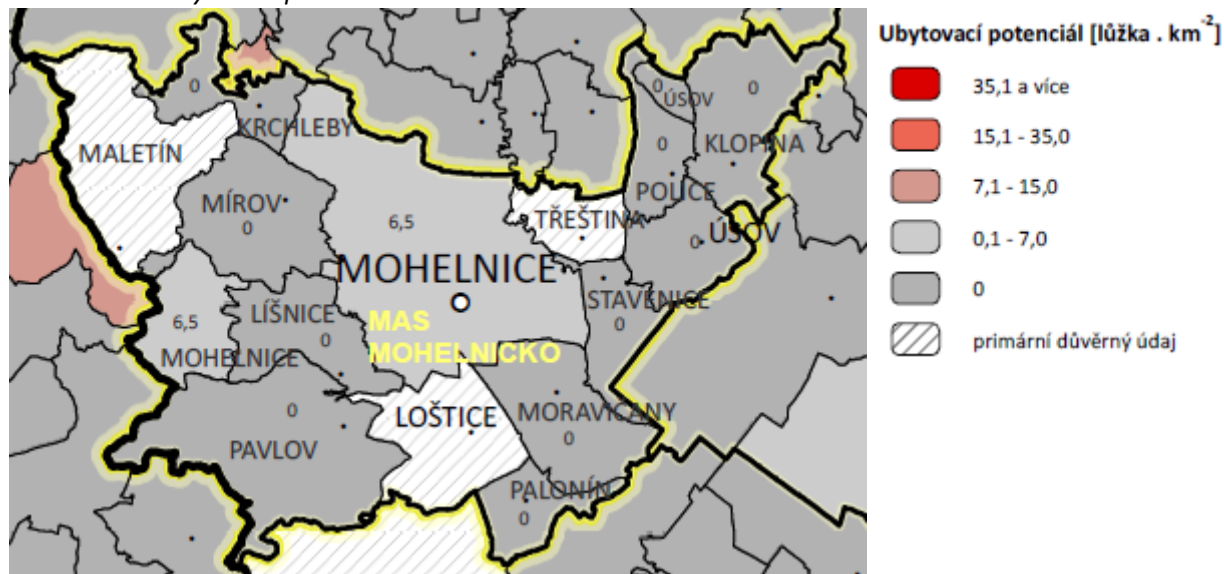 Ubytovací potenciál [lůžka . km⁻²]
35,1 a více
15,1 - 35,0
7,1 - 15,0
0,1 - 7,0
0
primární důvěrný údaj
0
KRCHLEBY
MALETÍN
0
ÚSOV
0
0
KLOPINA
POLICE
MÍROV
0
6,5
TŘEŠTINA
0
ÚSOV
MOHELNICE
STAVENICE
0
6,5
LÍŠNICE
0
MOHELNICE
MAS
MOHELNICKO
0
PAVLOV
LOŠTICE
MORAVIČANY
0
PALONÍN
0